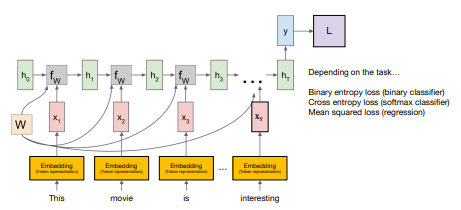 y
L
h0
fW
h1
fW
h2
fW
h3
...
hT
Depending on the task...
Binary entropy loss (binary classifier)
Cross entropy loss (softmax classifier)
Mean squared loss (regression)
W
x1
x2
x3
xT
Embedding
(Token representation)
Embedding
(Token representation)
Embedding
(Token representation)
...
Embedding
(Token representation)
This
movie
is
interesting